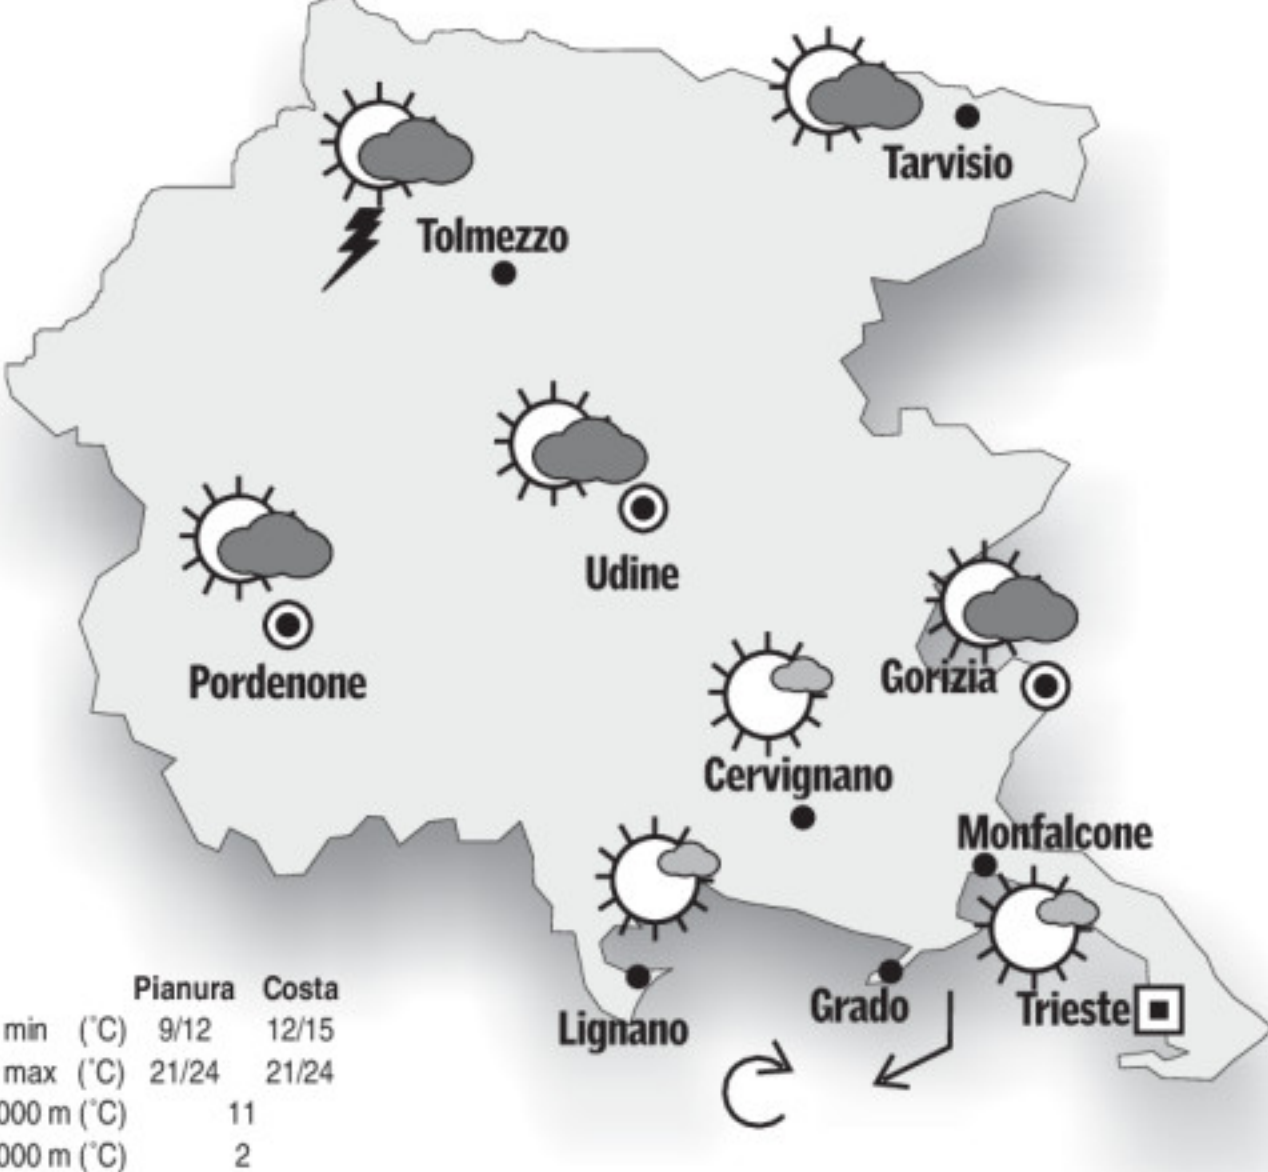 Tarvisio
Tolmezzo
Udine
Pordenone
Gorizia
Cervignano
Monfalcone
Grado
Trieste
Lignano
Pianura Costa
min (°C) 9/12 12/15
max (°C) 21/24 21/24
000 m (°C) 11
000 m (°C) 2